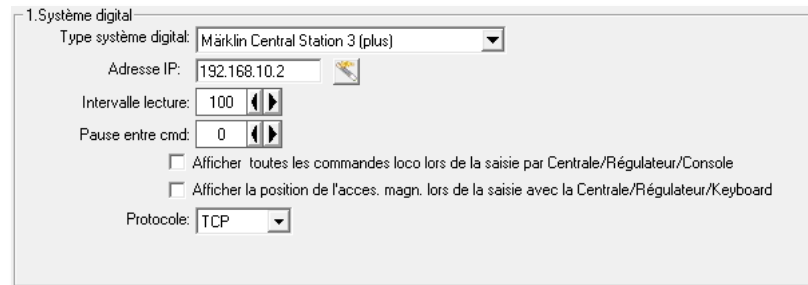 1.Système digital
Type système digital: Märklin Central Station 3 (plus)
Adresse IP: 192.168.10.2
Intervalle lecture: 100
Pause entre cmd: 0
Afficher toutes les commandes loco lors de la saisie par Centrale/Régulateur/Console
Afficher la position de l'acces. magn. lors de la saisie avec la Centrale/Régulateur/Keyboard
Protocole: TCP